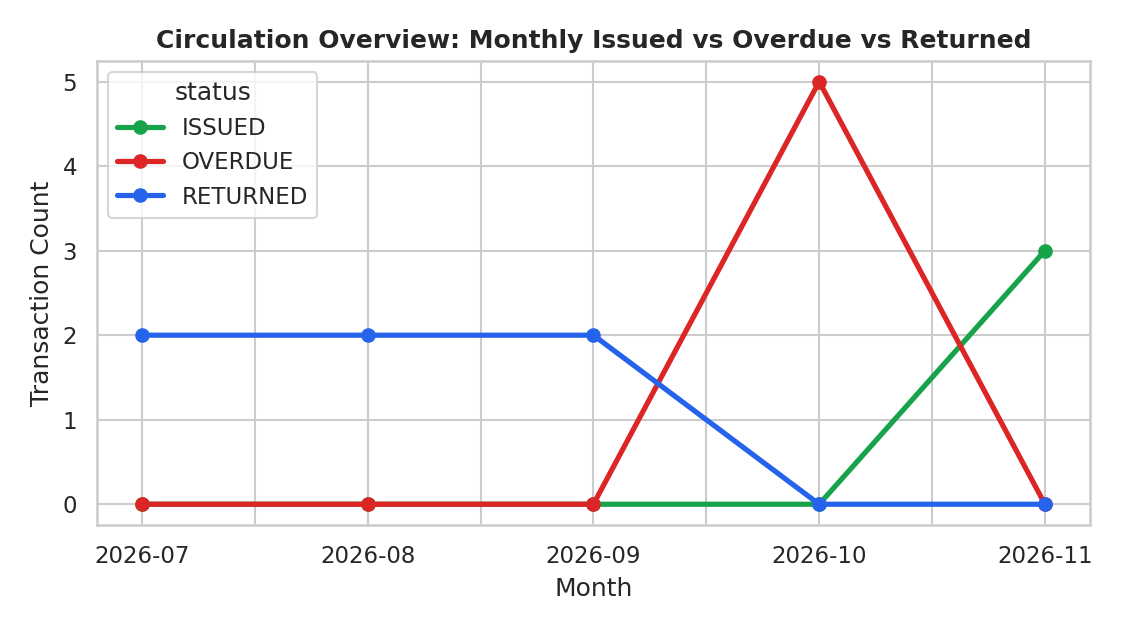 Circulation Overview: Monthly Issued vs Overdue vs Returned
status
ISSUED
OVERDUE
RETURNED
Transaction Count
5
4
3
2
1
0
2026-07 2026-08 2026-09 2026-10 2026-11
Month